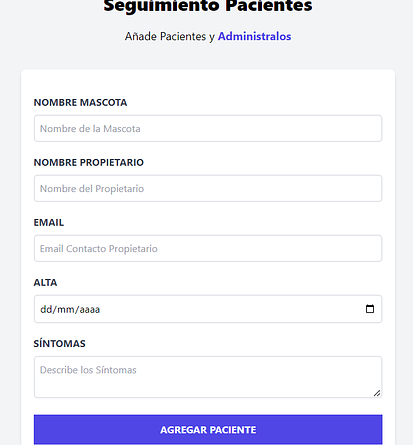 Seguimiento Pacientes
Añade Pacientes y Administralos
NOMBRE MASCOTA
Nombre de la Mascota
NOMBRE PROPIETARIO
Nombre del Propietario
EMAIL
Email Contacto Propietario
ALTA
dd/mm/aaaa
SÍNTOMAS
Describe los Síntomas
AGREGAR PACIENTE